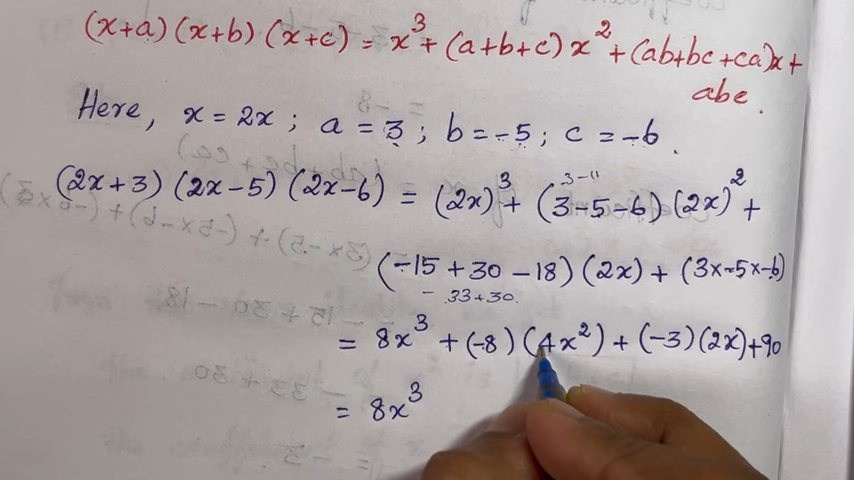 (x+a) (x+b) (x+c) = x³ + (a+b+c) x² + (ab+bc+ca)x +
abc.
Here, x = 2x ; a = 3 ; b = -5 ; c = -6.
3-11
(2x+3) (2x-5) (2x-6) = (2x)³ + (3-5-6) (2x)² +
(-15 + 30 - 18) (2x) + (3x-5x-6)
- 33+30.
= 8x³ + (-8) (4x²) + (-3) (2x) + 90
= 8x³